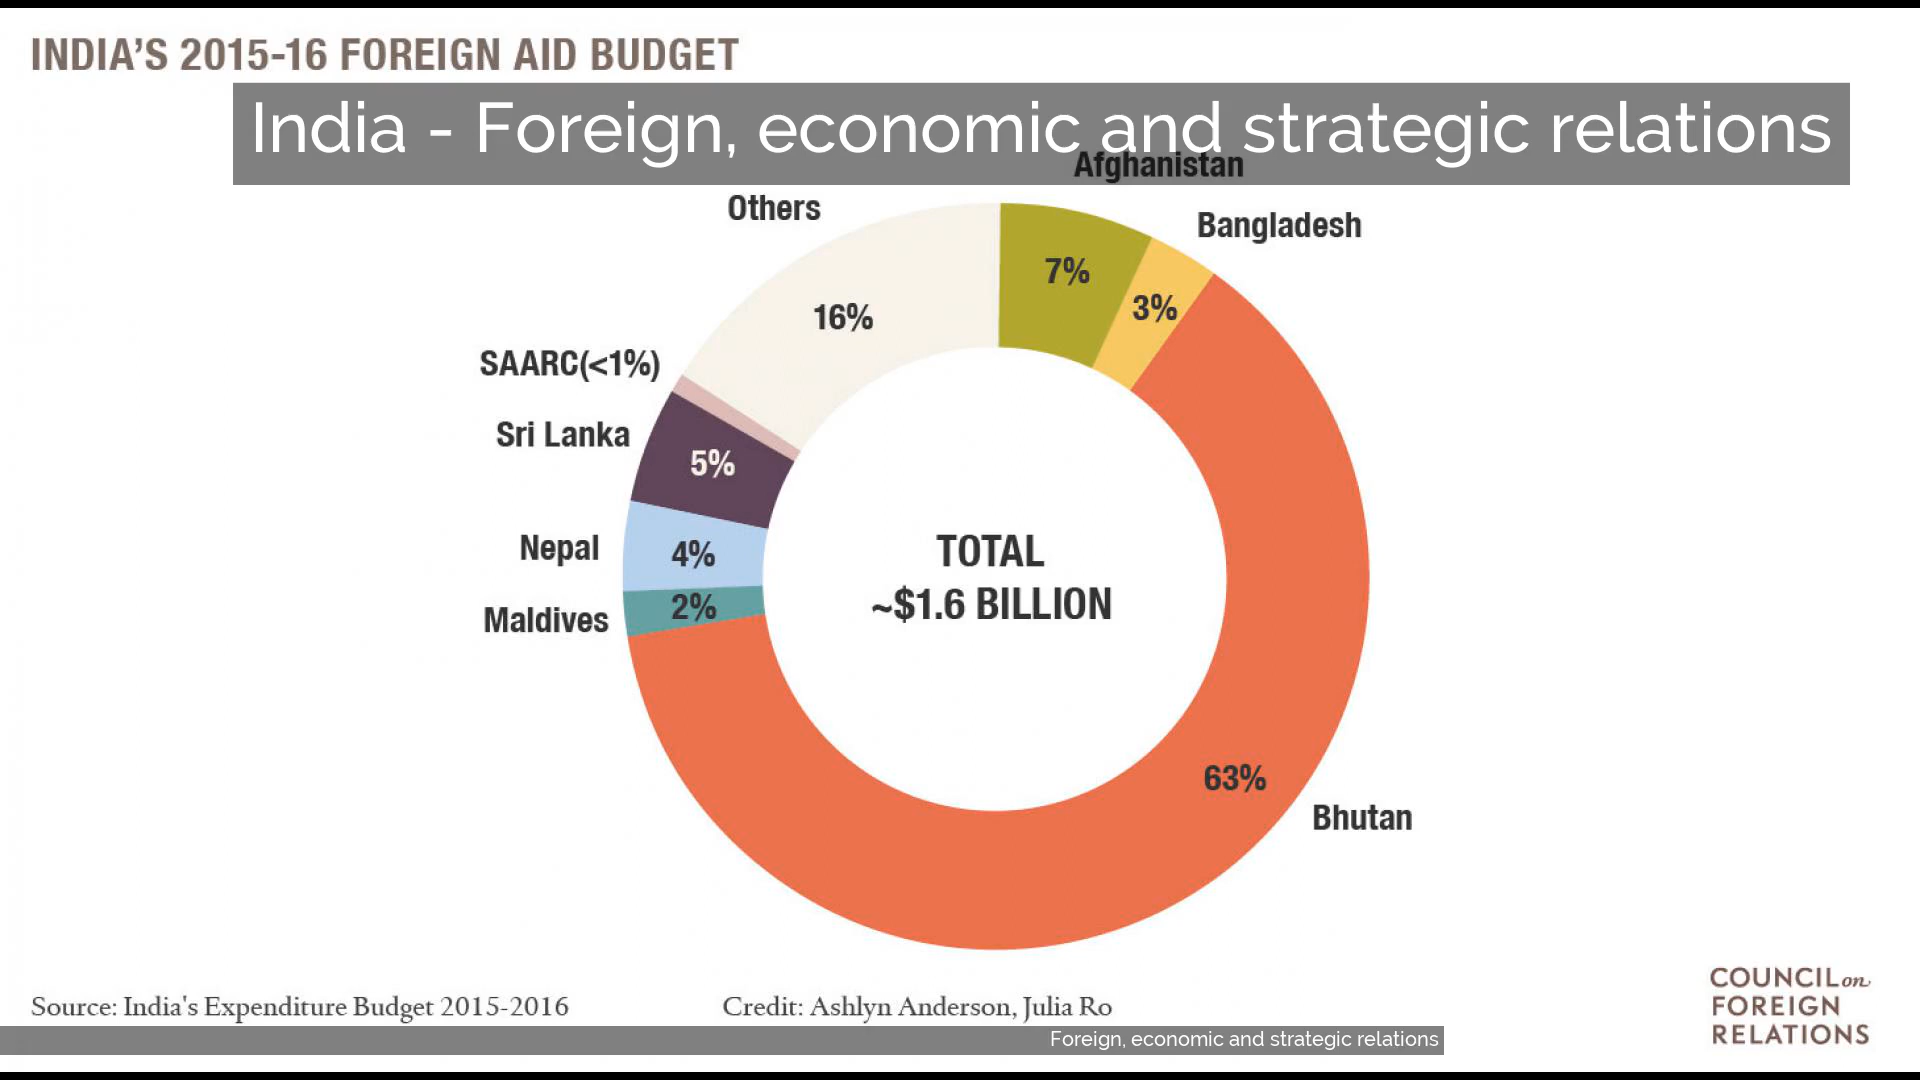 INDIA'S 2015-16 FOREIGN AID BUDGET
India - Foreign, economic and strategic relations
Afghanistan
Others
Bangladesh
7%
3%
16%
SAARC(<1%)
Sri Lanka
5%
Nepal
4%
TOTAL
~$1.6 BILLION
Maldives
2%
63%
Bhutan
Source: India's Expenditure Budget 2015-2016
Credit: Ashlyn Anderson, Julia Ro
COUNCIL on
FOREIGN
RELATIONS
Foreign, economic and strategic relations